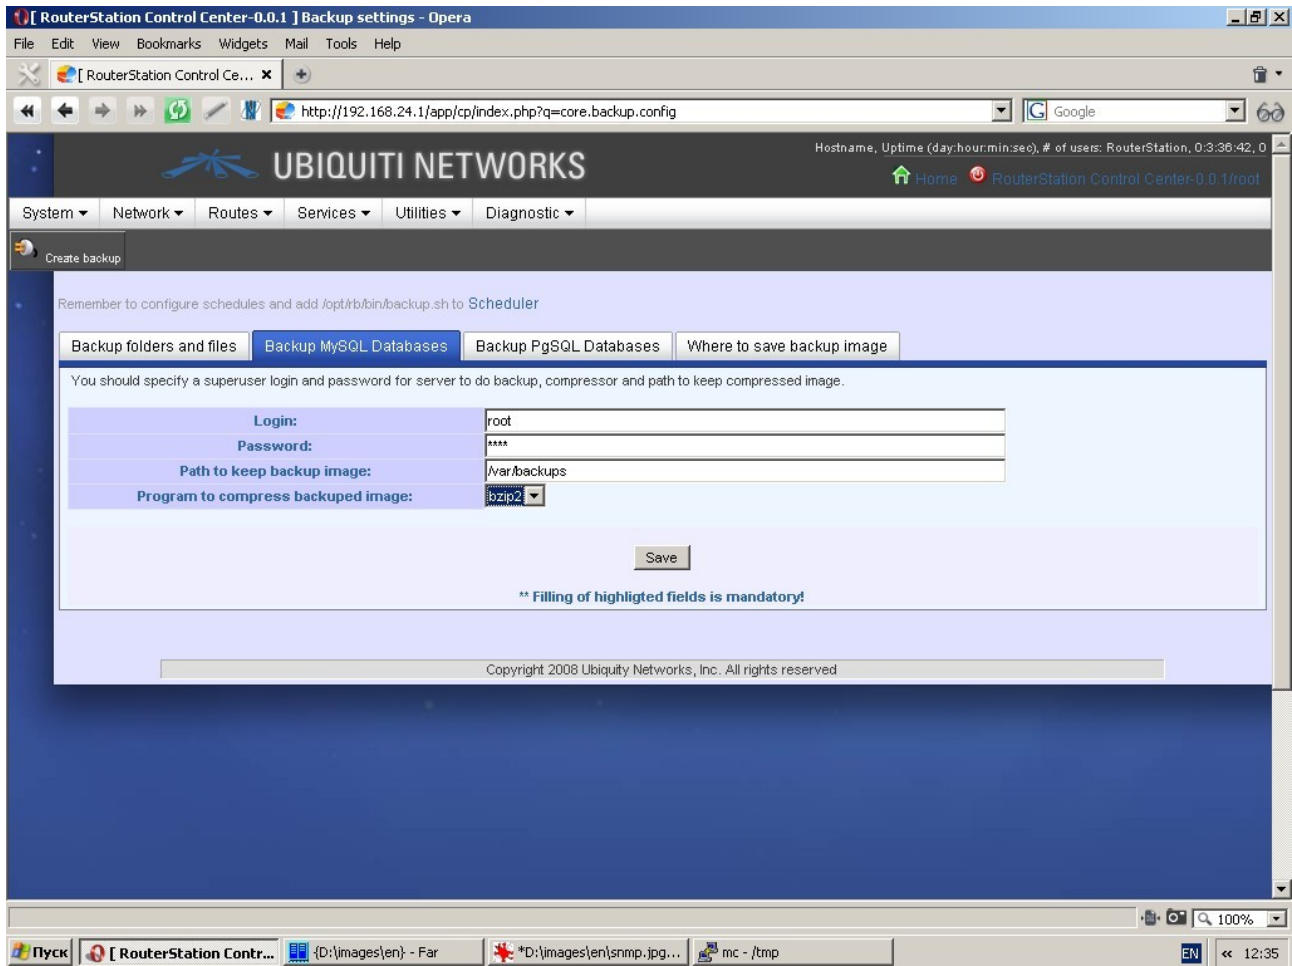 [ RouterStation Control Center-0.0.1 ] Backup settings - Opera
File Edit View Bookmarks Widgets Mail Tools Help
[ RouterStation Control Ce...
http://192.168.24.1/app/cp/index.php?q=core.backup.config
G Google
UBIQUITI NETWORKS
Hostname, Uptime (day:hour:min:sec), # of users: RouterStation, 0:3:36:42, 0
Home RouterStation Control Center-0.0.1/root
System Network Routes Services Utilities Diagnostic
Create backup
Remember to configure schedules and add /opt/rb/bin/backup.sh to Scheduler
Backup folders and files Backup MySQL Databases Backup PgSQL Databases Where to save backup image
You should specify a superuser login and password for server to do backup, compressor and path to keep compressed image.
Login: root
Password: ****
Path to keep backup image: /var/backups
Program to compress backuped image: bzip2
Save
** Filling of highligted fields is mandatory!
Copyright 2008 Ubiquity Networks, Inc. All rights reserved
100%
Пуск [ RouterStation Contr... {D:\images\en} - Far *D:\images\en\snmp.jpg... mc - /tmp EN « 12:35